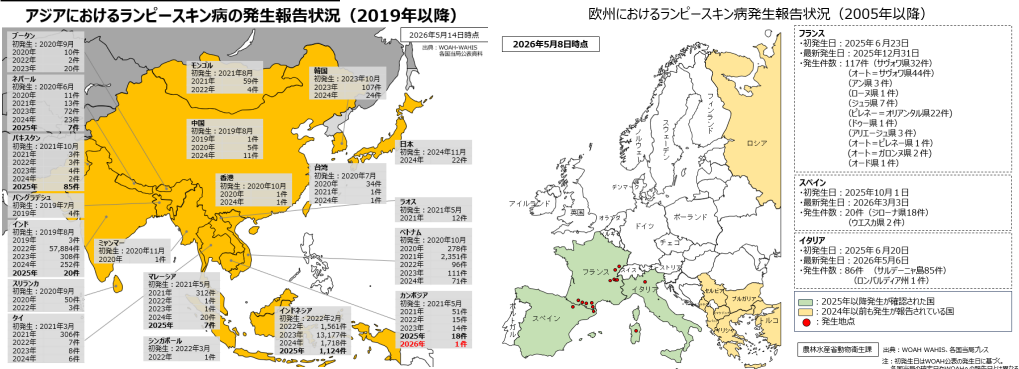 アジアにおけるランピースキン病の発生報告状況（2019年以降）
2026年5月14日時点
出典：WOAH-WAHIS
各国当局公表資料
ブータン
初発生：2020年9月
2020年 10件
2022年 2件
2023年 20件
ネパール
初発生：2020年6月
2020年 11件
2021年 13件
2023年 72件
2024年 23件
2025年 7件
パキスタン
初発生：2021年10月
2021年 3件
2022年 3件
2023年 4件
2024年 2件
2025年 85件
バングラデシュ
初発生：2019年7月
2019年 4件
インド
初発生：2019年8月
2019年 3件
2022年 57,884件
2023年 308件
2024年 252件
2025年 20件
スリランカ
初発生：2020年9月
2020年 50件
2023年 3件
タイ
初発生：2021年3月
2021年 306件
2022年 7件
2023年 8件
2024年 6件
モンゴル
初発生：2021年8月
2021年 59件
2022年 4件
韓国
初発生：2023年10月
2023年 107件
2024年 24件
中国
初発生：2019年8月
2019年 1件
2020年 5件
2024年 11件
日本
初発生：2024年11月
2024年 22件
香港
初発生：2020年10月
2020年 1件
2024年 1件
台湾
初発生：2020年7月
2020年 34件
2021年 1件
2024年 1件
ラオス
初発生：2021年5月
2021年 12件
ミャンマー
初発生：2020年11月
2020年 1件
ベトナム
初発生：2020年10月
2020年 278件
2021年 2,351件
2022年 96件
2023年 111件
2024年 71件
マレーシア
初発生：2021年5月
2021年 312件
2022年 1件
2023年 1件
2024年 20件
2025年 7件
シンガポール
初発生：2022年3月
2022年 1件
インドネシア
初発生：2022年2月
2022年 1,561件
2023年 13,177件
2024年 1,718件
2025年 1,124件
カンボジア
初発生：2021年5月
2021年 51件
2022年 15件
2023年 14件
2025年 18件
2026年 1件
欧州におけるランピースキン病発生報告状況（2005年以降）
2026年5月8日時点
アイルランド
英国
ノルウェー
スウェーデン
フィンランド
ロシア
デンマーク
オランダ
ドイツ
ポーランド
チェコ
フランス
スイス
オーストリア
イタリア
スペイン
ポルトガル
セルビア
ブルガリア
ギリシャ
トルコ
フランス
・初発生日：2025年６月23日
・最新発生日：2025年12月31日
・発生件数：117件（サヴォワ県32件）
（オート＝サヴォワ県44件）
（アン県３件）
（ローヌ県１件）
（ジュラ県７件）
（ピレネー＝オリアンタル県22件）
（ドゥー県１件）
（アリエージュ県３件）
（オート＝ピレネー県１件）
（オート＝ガロンヌ県２件）
（オード県１件）
スペイン
・初発生日：2025年10月１日
・最新発生日：2026年3月3日
・発生件数：20件（ジローナ県18件）
（ウエスカ県２件）
イタリア
・初発生日：2025年６月20日
・最新発生日：2026年5月6日
・発生件数：86件 （サルデーニャ島85件）
（ロンバルディア州１件）
：2025年以降発生が確認された国
：2024年以前も発生が報告されている国
：発生地点
農林水産省動物衛生課
出典：WOAH WAHIS、各国当局プレス
注：初発生日はWOAH公表の発生日に基づく。